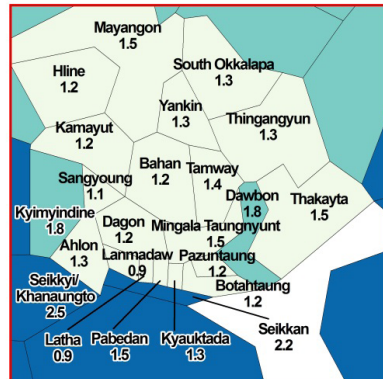 Mayangon
1.5
Hline
1.2
South Okkalapa
1.3
Yankin
1.3
Thingangyun
1.3
Kamayut
1.2
Bahan
1.2
Tamway
1.4
Sangyoung
1.1
Dawbon
1.8
Thakayta
1.5
Kyimyindine
1.8
Dagon
1.2
Mingala Taungnyunt
1.5
Ahlon
1.3
Lanmadaw
0.9
Pazuntaung
1.2
Botahtaung
1.2
Seikkyi/
Khanaungto
2.5
Latha
0.9
Pabedan
1.5
Kyauktada
1.3
Seikkan
2.2